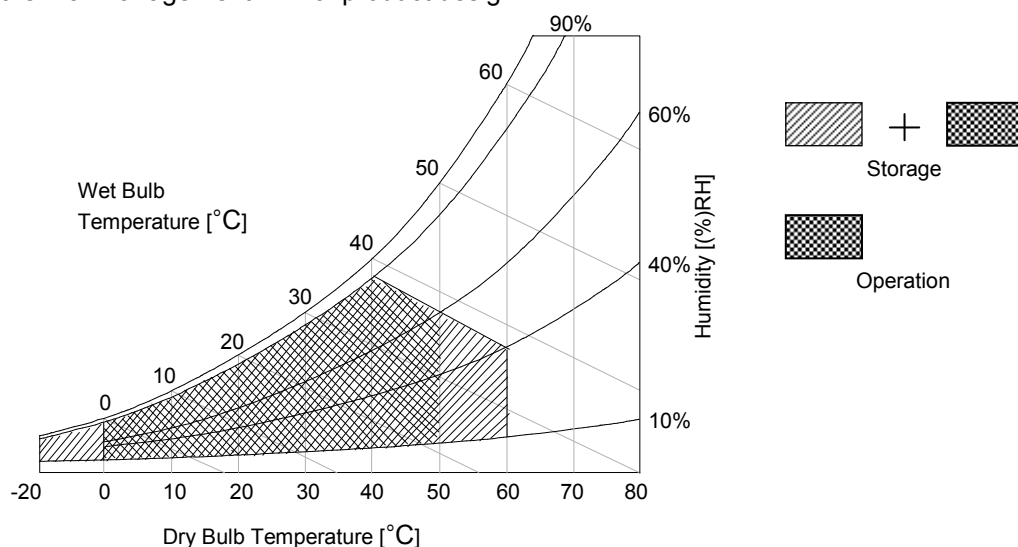 90%
60
60%
50
Wet Bulb
Temperature [°C]
Storage
40
40%
Humidity [(%)RH]
30
Operation
20
10
0
10%
-20 0 10 20 30 40 50 60 70 80
Dry Bulb Temperature [°C]